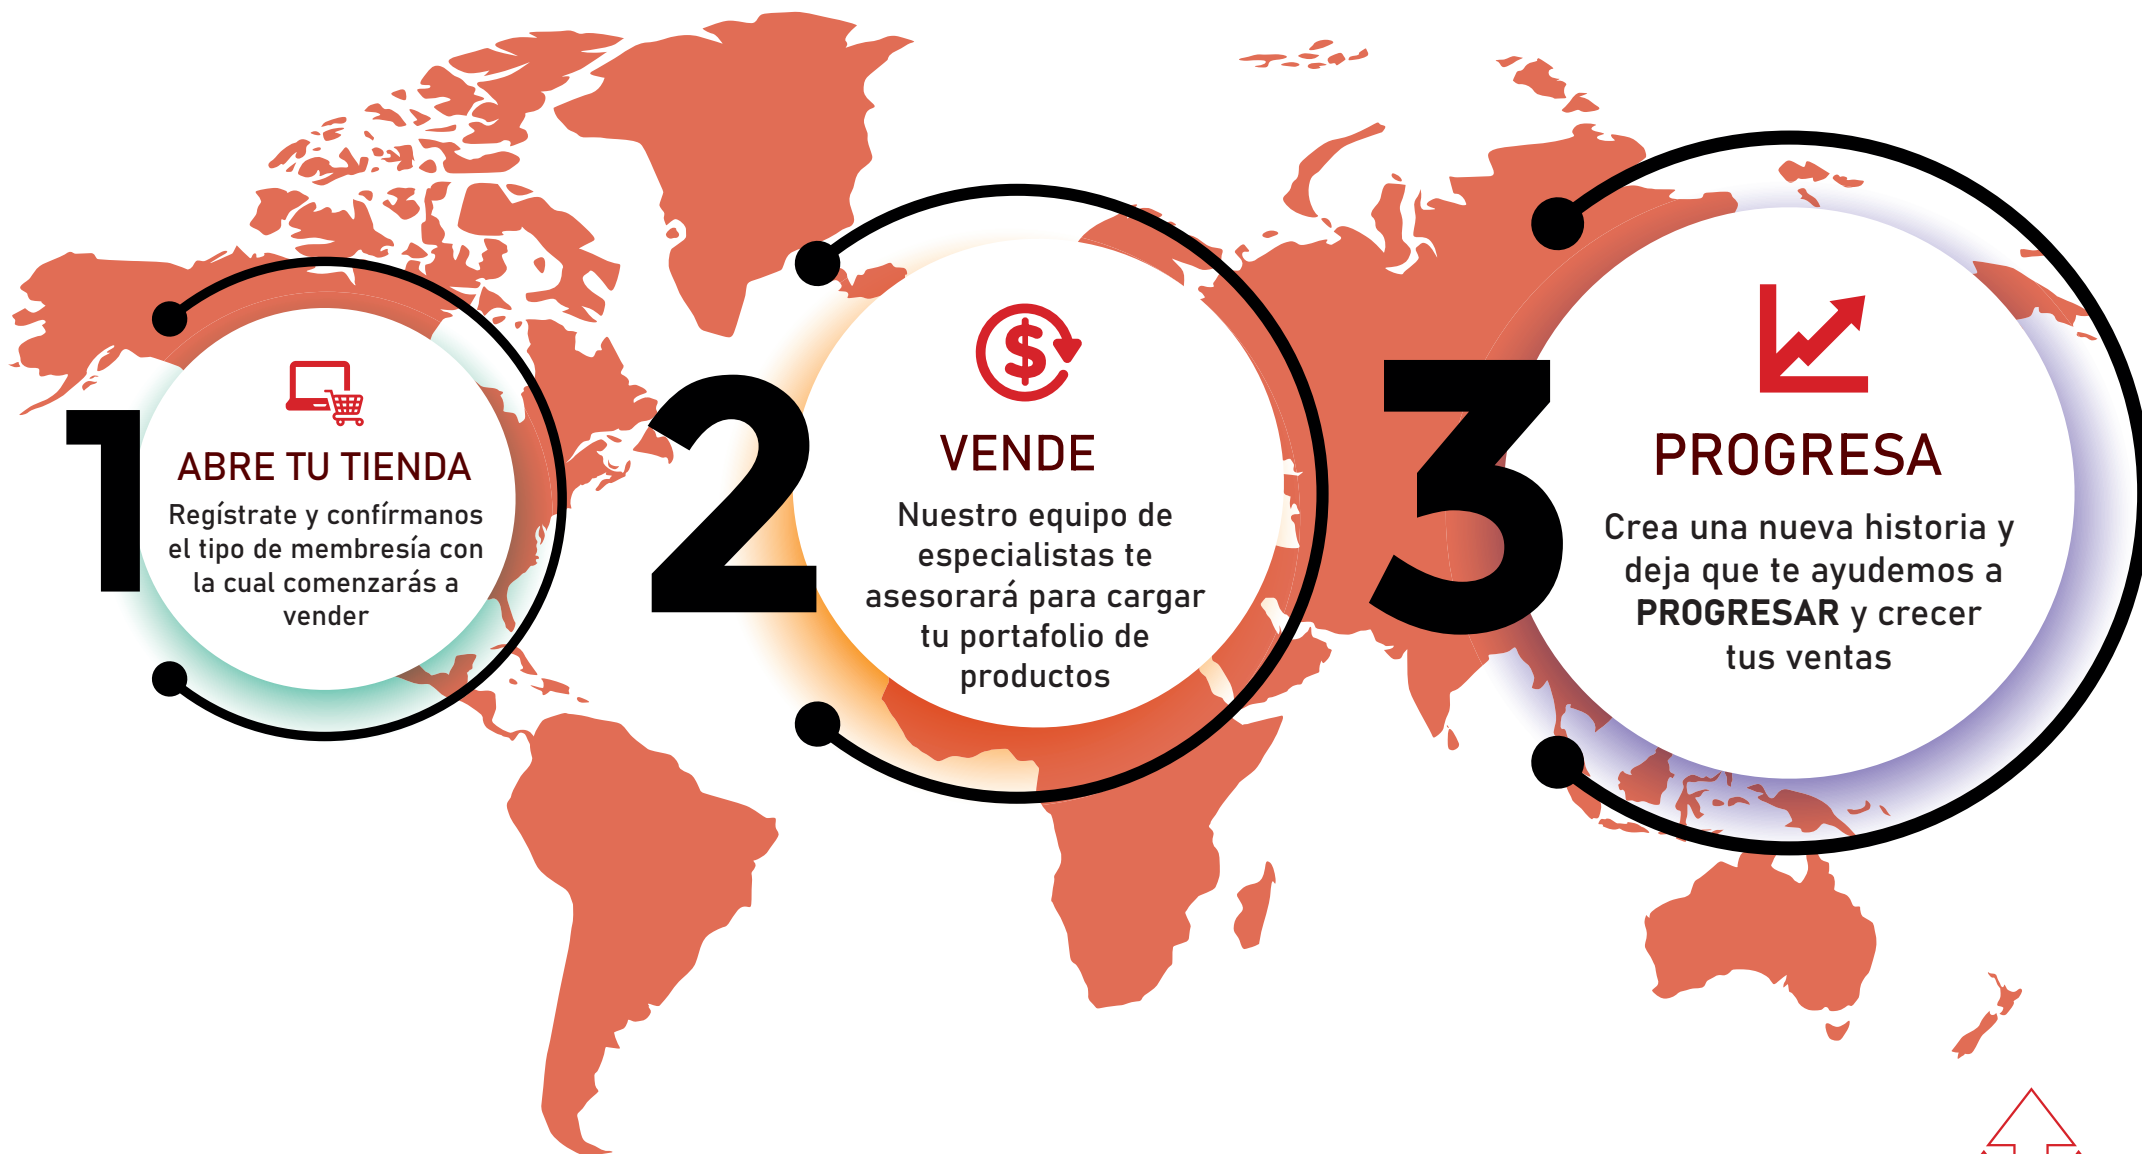 1
ABRE TU TIENDA
Regístrate y confírmanos
el tipo de membresía con
la cual comenzarás a
vender
2
$
VENDE
Nuestro equipo de
especialistas te
asesorará para cargar
tu portafolio de
productos
3
PROGRESA
Crea una nueva historia y
deja que te ayudemos a
PROGRESAR y crecer
tus ventas